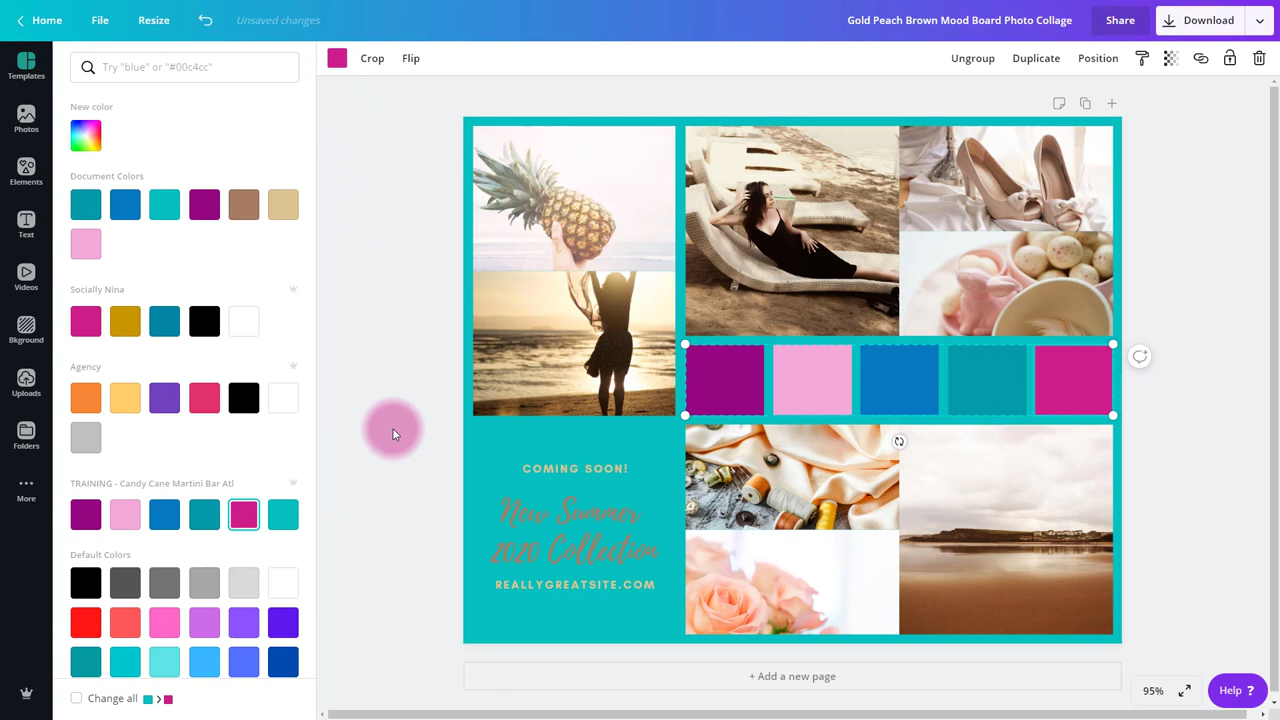 Home
File
Resize
Unsaved changes
Gold Peach Brown Mood Board Photo Collage
Share
Download
Templates
Photos
Elements
Text
Videos
Bkground
Uploads
Folders
More
Try "blue" or "#00c4cc"
New color
Document Colors
Socially Nina
Agency
TRAINING - Candy Cane Martini Bar Atl
Default Colors
Change all
Crop
Flip
Ungroup
Duplicate
Position
COMING SOON!
New Summer
2020 Collection
REALLYGREATSITE.COM
+ Add a new page
95%
Help ?